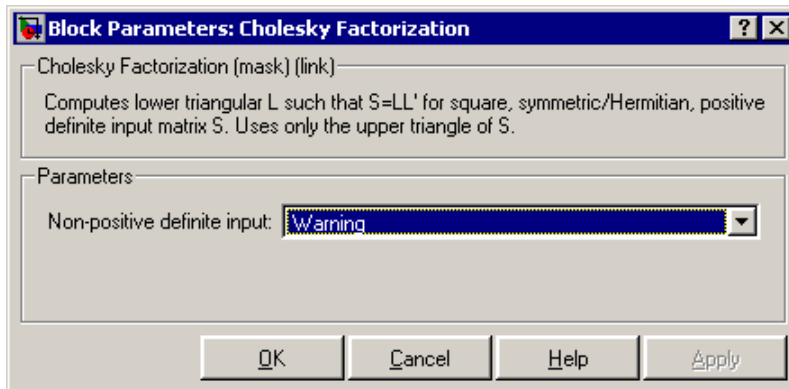 Block Parameters: Cholesky Factorization
Cholesky Factorization (mask) (link)
Computes lower triangular L such that S=LL' for square, symmetric/Hermitian, positive
definite input matrix S. Uses only the upper triangle of S.
Parameters
Non-positive definite input: Warning
OK Cancel Help Apply